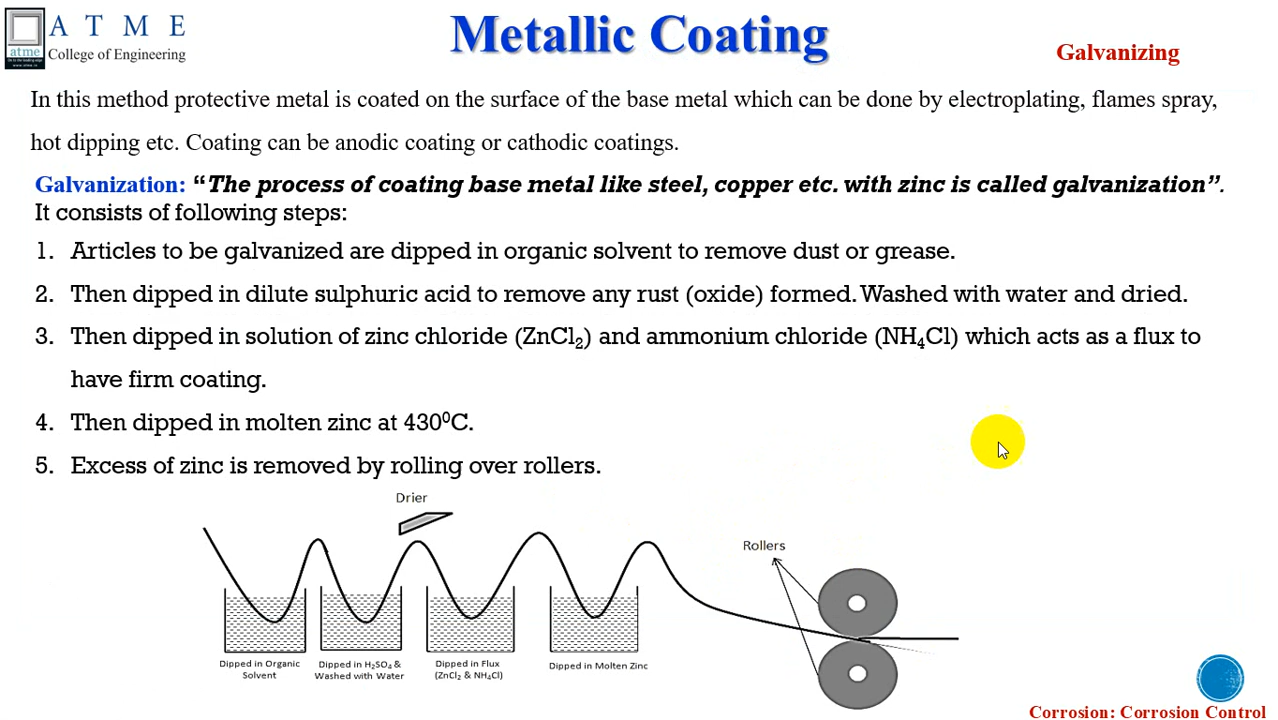 A T M E
College of Engineering
atme
Metallic Coating
Galvanizing
In this method protective metal is coated on the surface of the base metal which can be done by electroplating, flames spray,
hot dipping etc. Coating can be anodic coating or cathodic coatings.
Galvanization: “The process of coating base metal like steel, copper etc. with zinc is called galvanization”.
It consists of following steps:
1. Articles to be galvanized are dipped in organic solvent to remove dust or grease.
2. Then dipped in dilute sulphuric acid to remove any rust (oxide) formed. Washed with water and dried.
3. Then dipped in solution of zinc chloride (ZnCl₂) and ammonium chloride (NH₄Cl) which acts as a flux to
have firm coating.
4. Then dipped in molten zinc at 430⁰C.
5. Excess of zinc is removed by rolling over rollers.
Drier
Rollers
Dipped in Organic
Solvent
Dipped in H₂SO₄ &
Washed with Water
Dipped in Flux
(ZnCl₂ & NH₄Cl)
Dipped in Molten Zinc
Corrosion: Corrosion Control